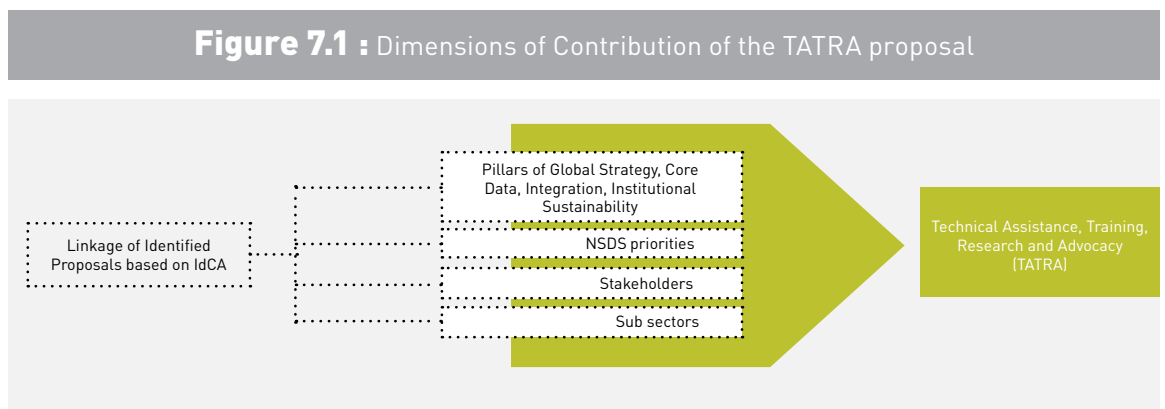 Figure 7.1 : Dimensions of Contribution of the TATRA proposal
Linkage of Identified
Proposals based on IdCA
Pillars of Global Strategy, Core
Data, Integration, Institutional
Sustainability
NSDS priorities
Stakeholders
Sub sectors
Technical Assistance, Training,
Research and Advocacy
(TATRA)